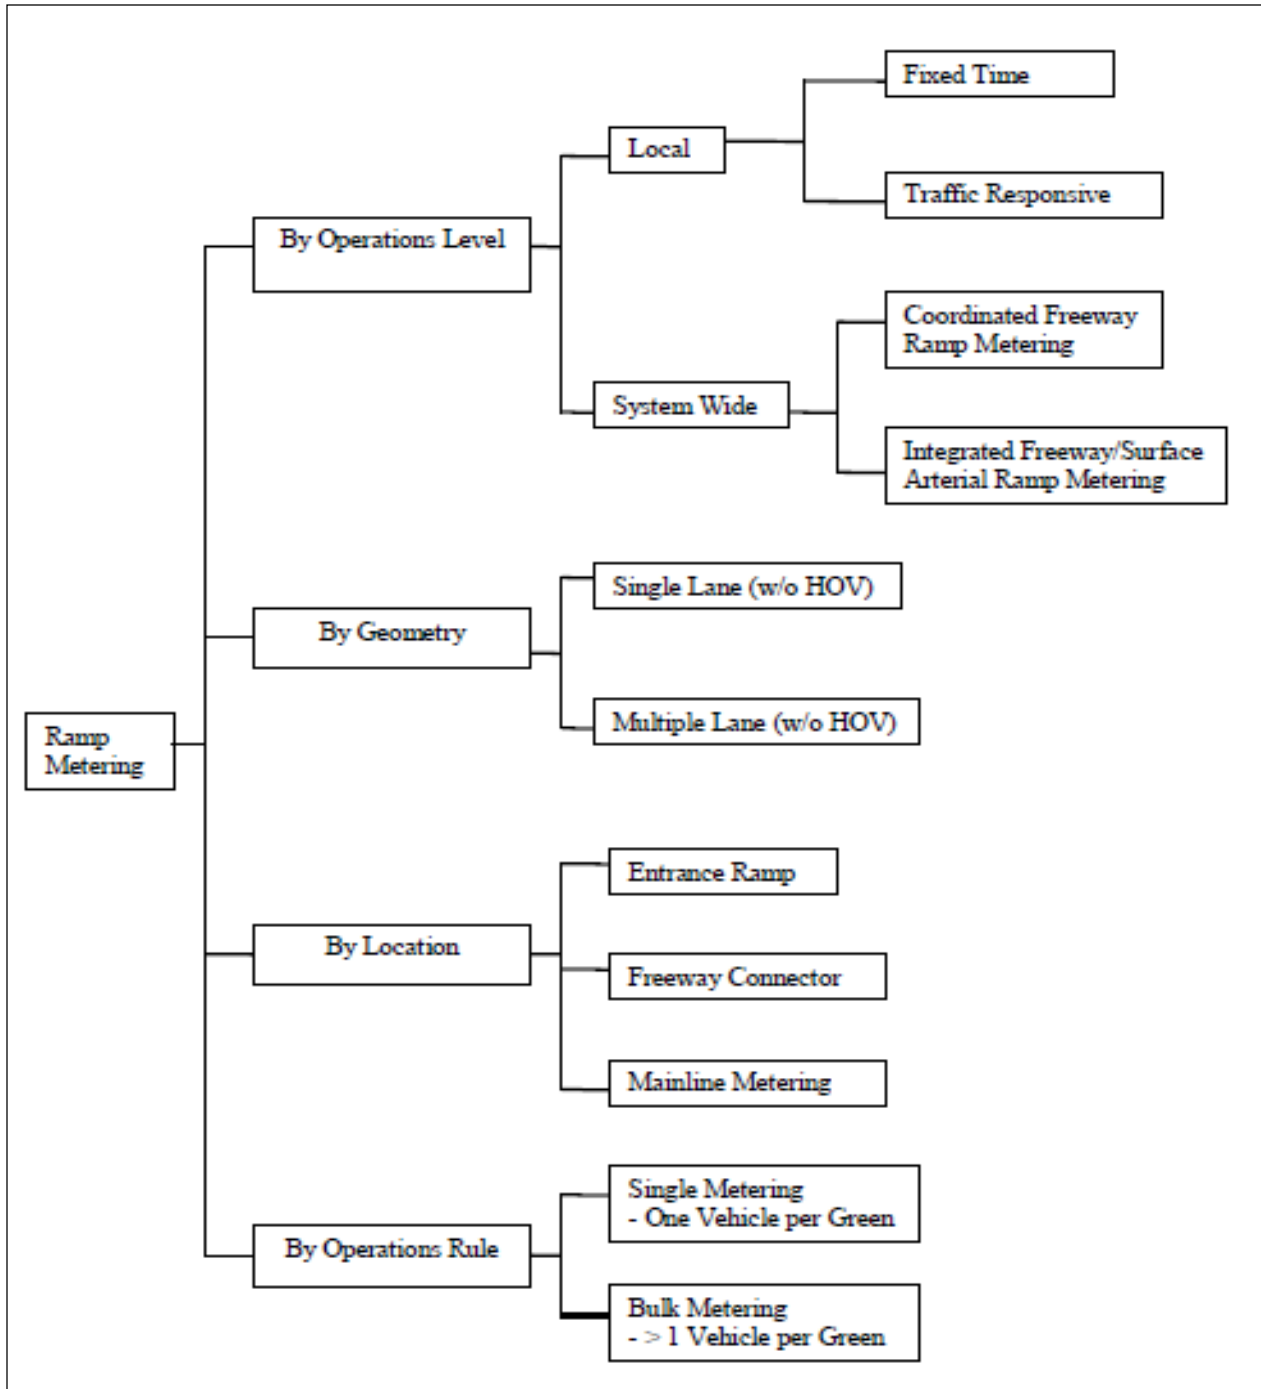 Ramp
Metering
By Operations Level
Local
Fixed Time
Traffic Responsive
System Wide
Coordinated Freeway
Ramp Metering
Integrated Freeway/Surface
Arterial Ramp Metering
By Geometry
Single Lane (w/o HOV)
Multiple Lane (w/o HOV)
By Location
Entrance Ramp
Freeway Connector
Mainline Metering
By Operations Rule
Single Metering
- One Vehicle per Green
Bulk Metering
- > 1 Vehicle per Green